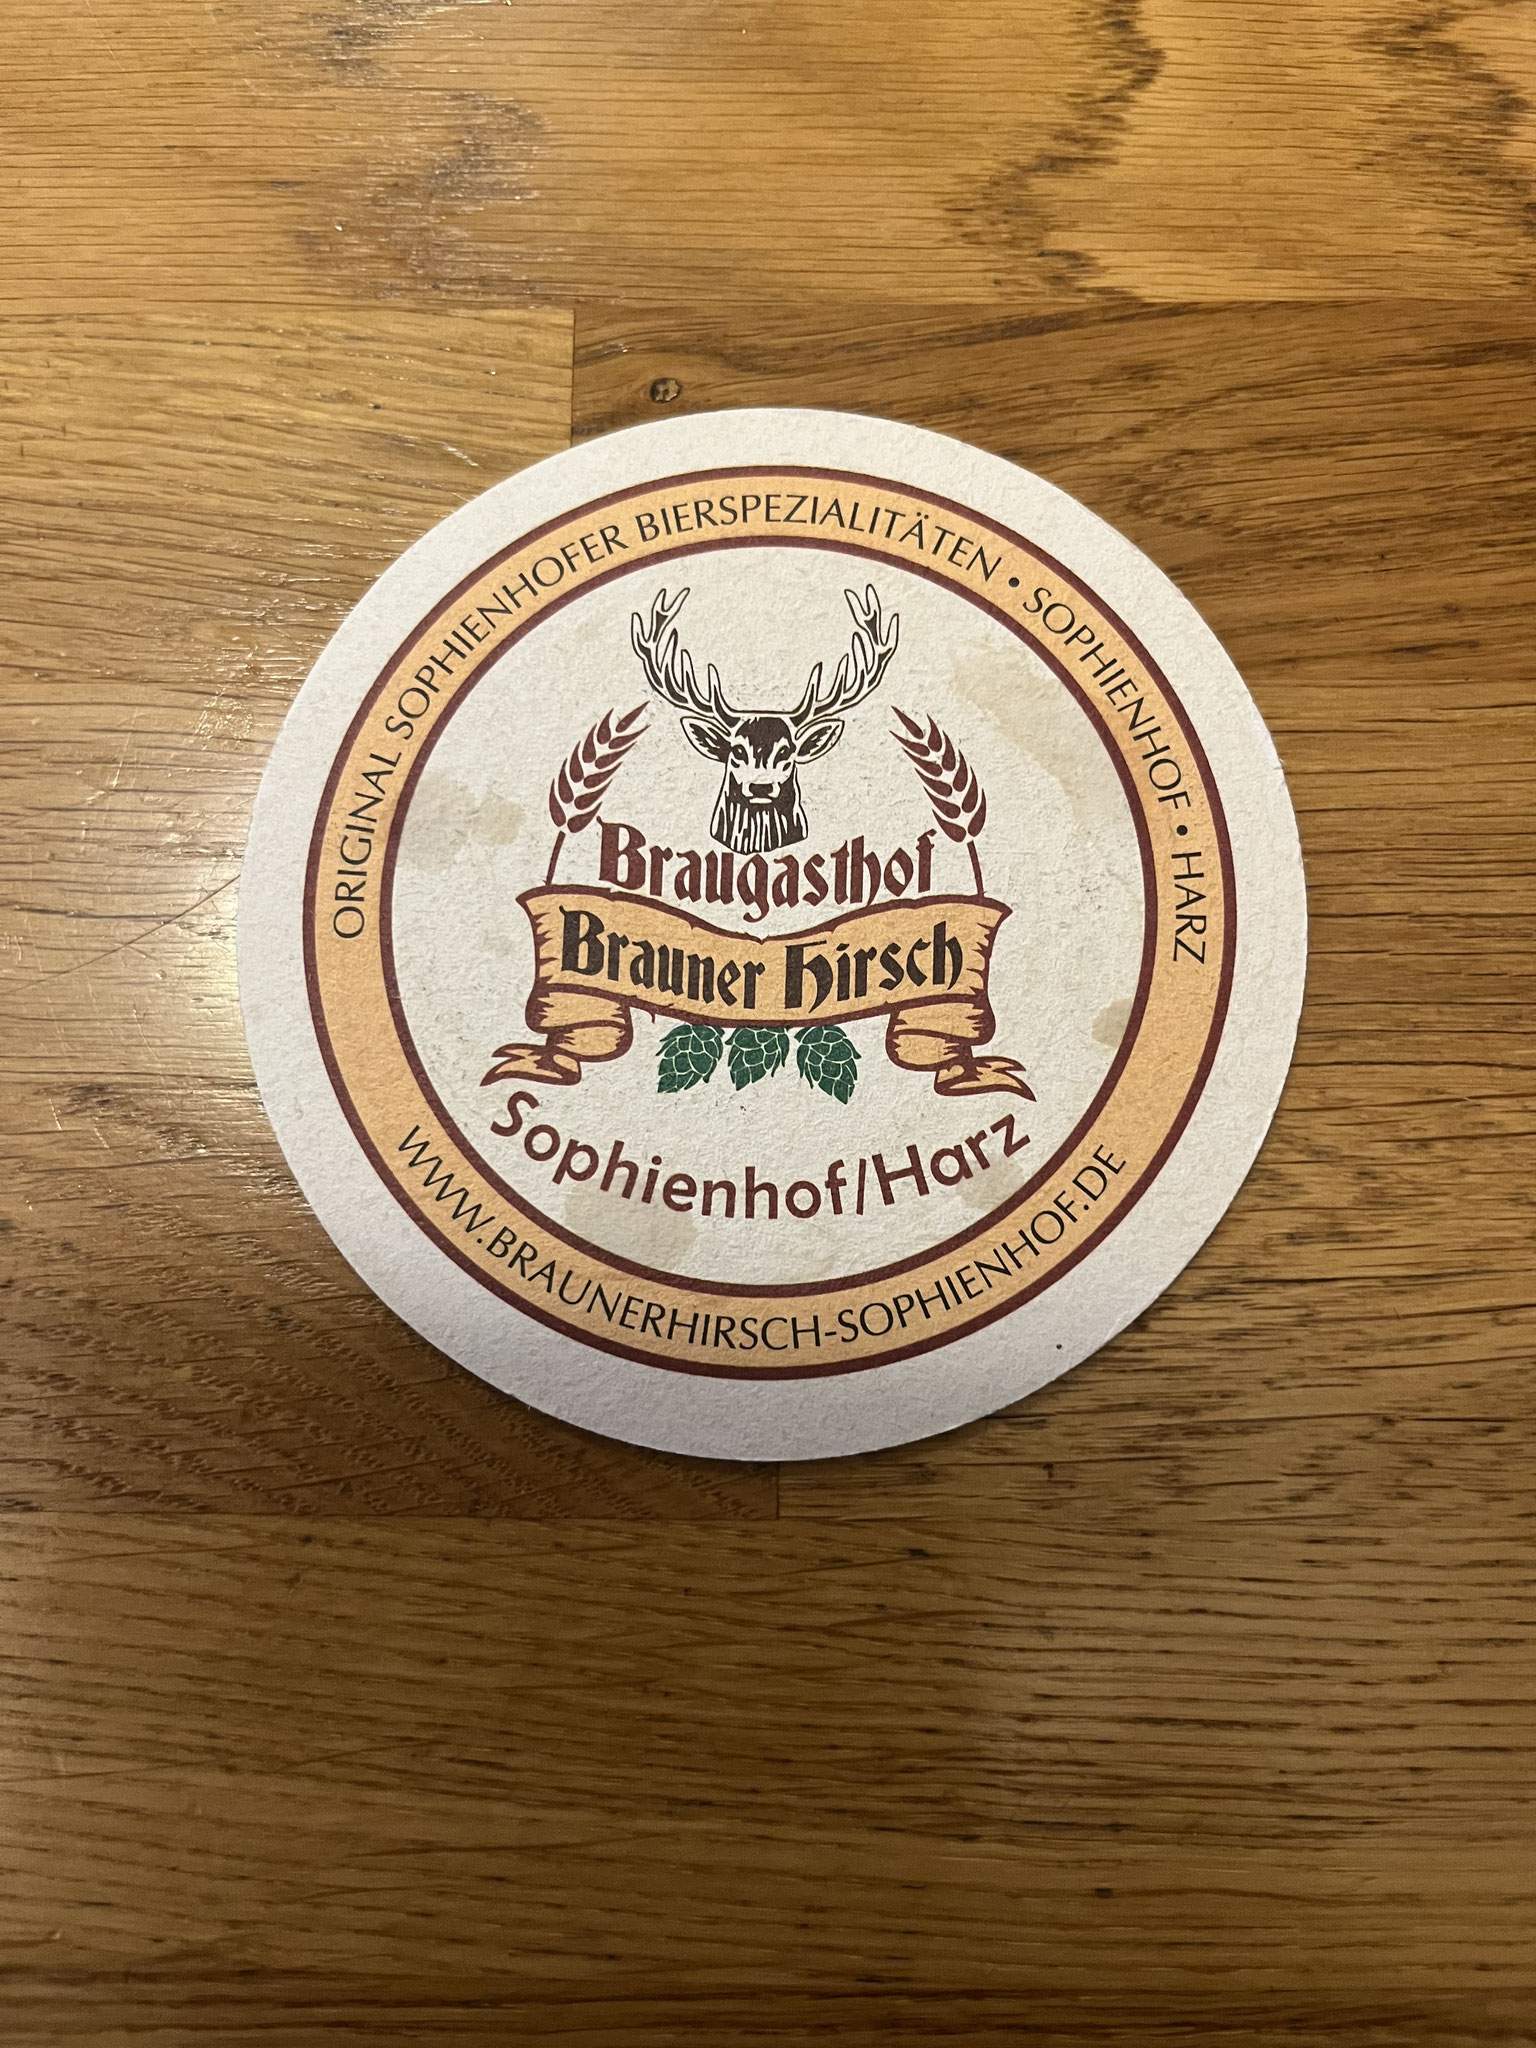 ORIGINAL SOPHIENHOFER BIERSPEZIALITÄTEN • SOPHIENHOF • HARZ
Braugasthof
Brauner Hirsch
Sophienhof/Harz
WWW.BRAUNERHIRSCH-SOPHIENHOF.DE